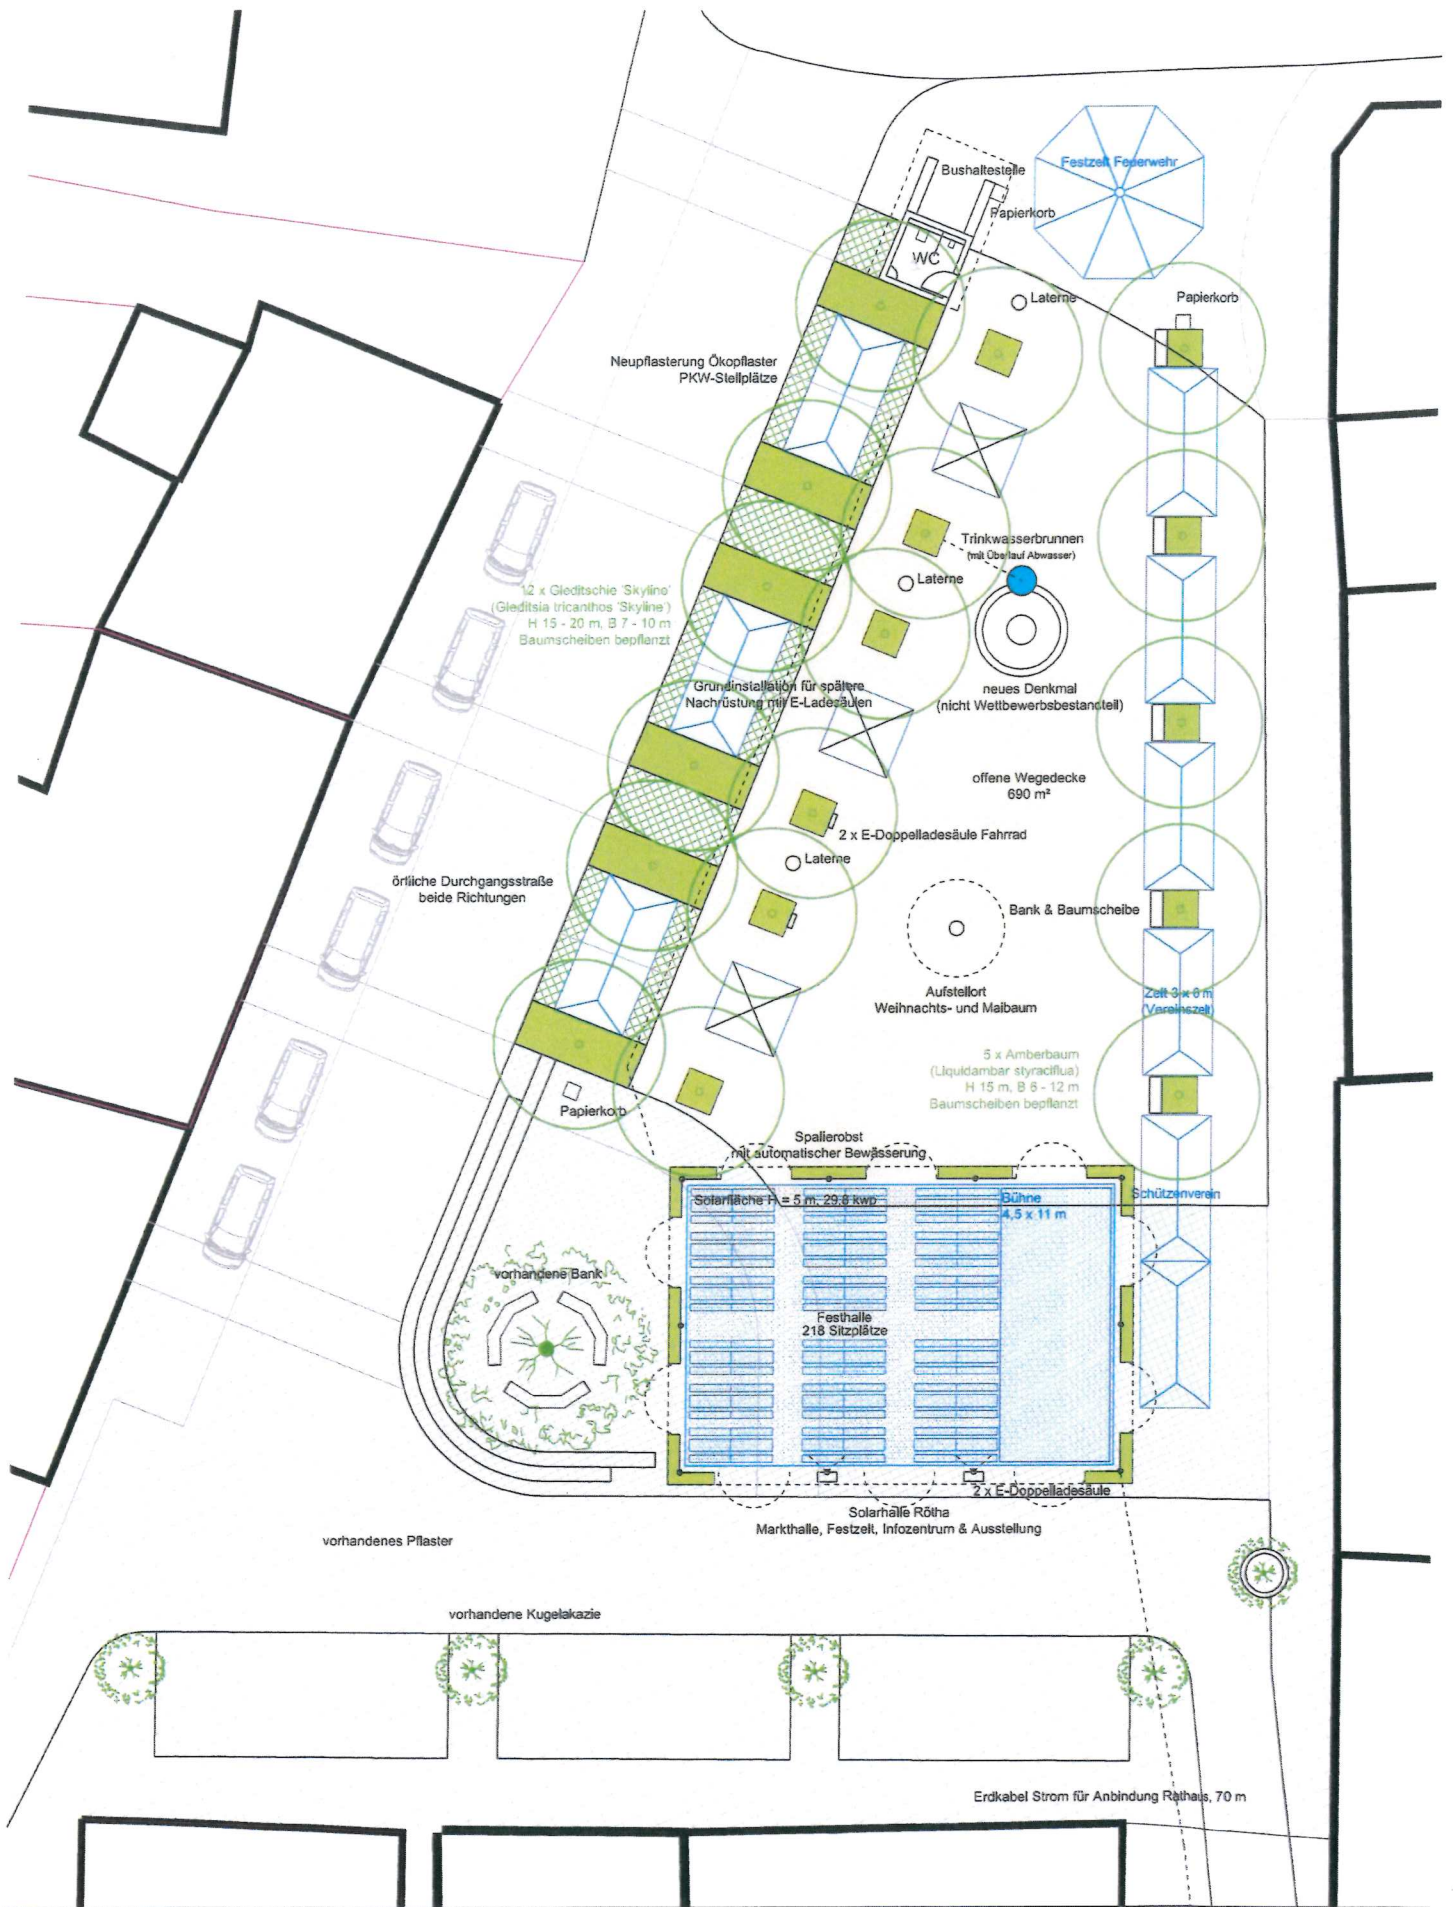 Festzelt Feuerwehr
Bushaltestelle
Papierkorb
WC
Laterne
Papierkorb
Neupflasterung Ökopflaster
PKW-Stellplätze
Trinkwasserbrunnen
(mit Überlauf Abwasser)
Laterne
12 x Gleditschie 'Skyline'
(Gleditsia tricanthos 'Skyline')
H 15 - 20 m, B 7 - 10 m
Baumscheiben bepflanzt
Grundinstallation für spätere
Nachrüstung mit E-Ladesäulen
neues Denkmal
(nicht Wettbewerbsbestandteil)
offene Wegedecke
690 m²
2 x E-Doppelladesäule Fahrrad
Laterne
örtliche Durchgangsstraße
beide Richtungen
Bank & Baumscheibe
Aufstellort
Weihnachts- und Maibaum
Zelt 3 x 8 m
(Vereinszelt)
5 x Amberbaum
(Liquidambar styraciflua)
H 15 m, B 6 - 12 m
Baumscheiben bepflanzt
Papierkorb
Spalierobst
mit automatischer Bewässerung
Solarfläche H = 5 m, 29,8 kwp
Bühne
4,5 x 11 m
Schützenverein
vorhandene Bank
Festhalle
218 Sitzplätze
2 x E-Doppelladesäule
Solarhalle Rötha
Markthalle, Festzelt, Infozentrum & Ausstellung
vorhandenes Pflaster
vorhandene Kugelakazie
Erdkabel Strom für Anbindung Rathaus, 70 m